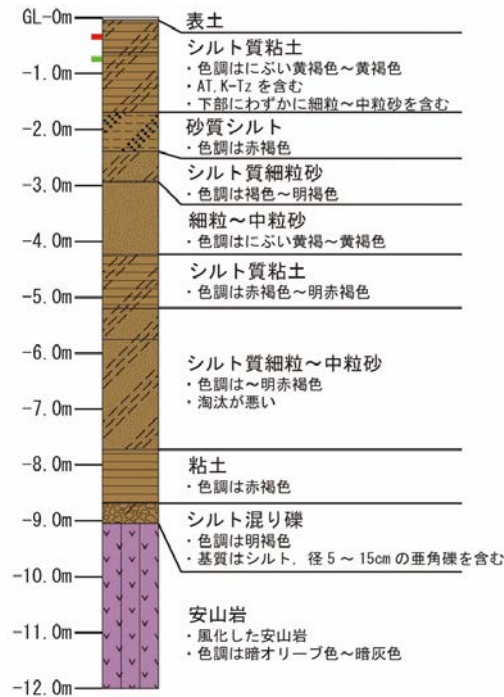 GL-0m
-1.0m
-2.0m
-3.0m
-4.0m
-5.0m
-6.0m
-7.0m
-8.0m
-9.0m
-10.0m
-11.0m
-12.0m
表土
シルト質粘土
・色調はにぶい黄褐色～黄褐色
・AT,K-Tzを含む
・下部にわずかに細粒～中粒砂を含む
砂質シルト
・色調は赤褐色
シルト質細粒砂
・色調は褐色～明褐色
細粒～中粒砂
・色調はにぶい黄褐～黄褐色
シルト質粘土
・色調は赤褐色～明赤褐色
シルト質細粒～中粒砂
・色調は～明赤褐色
・淘汰が悪い
粘土
・色調は赤褐色
シルト混り礫
・色調は明褐色
・基質はシルト，径5～15cmの亜角礫を含む
安山岩
・風化した安山岩
・色調は暗オリーブ色～暗灰色